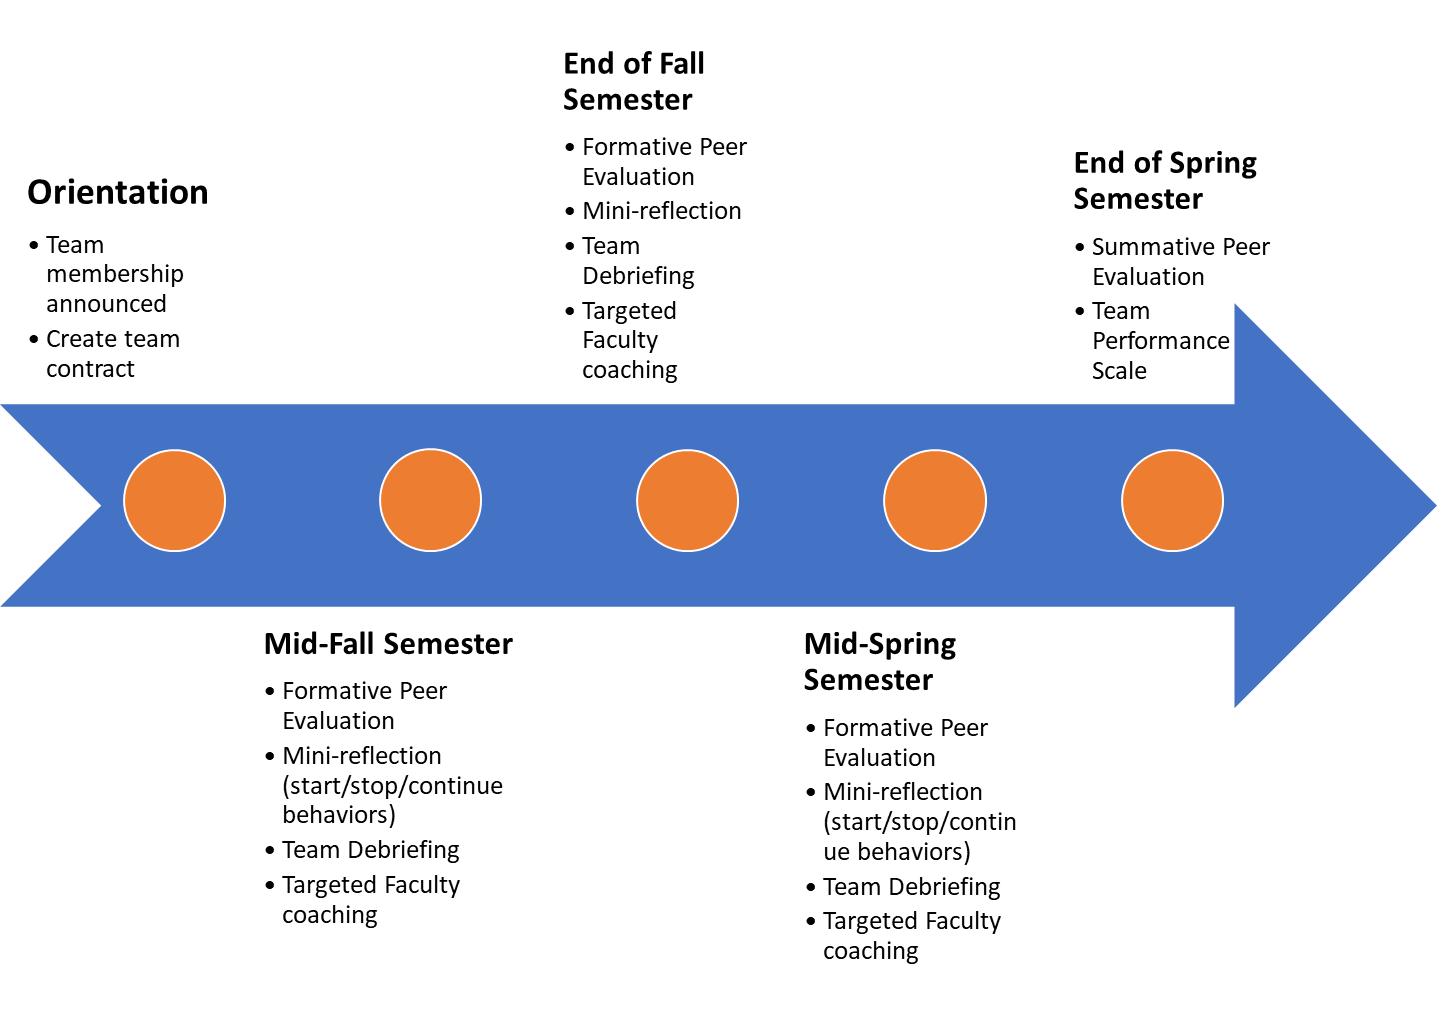 Orientation
• Team
membership
announced
• Create team
contract
Mid-Fall Semester
• Formative Peer
Evaluation
• Mini-reflection
(start/stop/continue
behaviors)
• Team Debriefing
• Targeted Faculty
coaching
End of Fall
Semester
• Formative Peer
Evaluation
• Mini-reflection
• Team
Debriefing
• Targeted
Faculty
coaching
Mid-Spring
Semester
• Formative Peer
Evaluation
• Mini-reflection
(start/stop/contin
ue behaviors)
• Team Debriefing
• Targeted Faculty
coaching
End of Spring
Semester
• Summative Peer
Evaluation
• Team
Performance
Scale